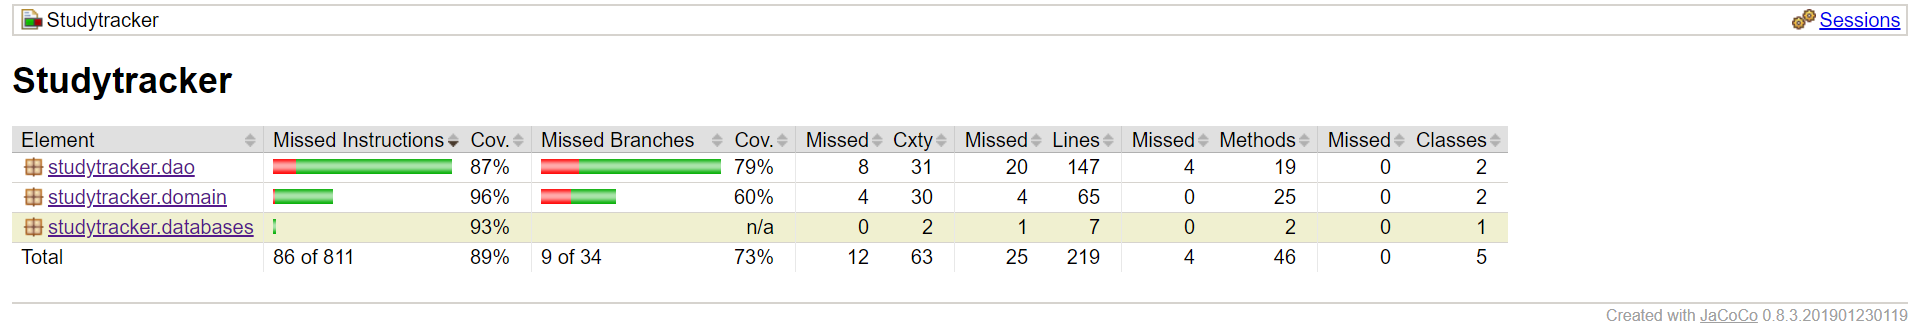 Studytracker Sessions
Studytracker
Element Missed Instructions Cov. Missed Branches Cov. Missed Cxty Missed Lines Missed Methods Missed Classes
studytracker.dao 87% 79% 8 31 20 147 4 19 0 2
studytracker.domain 96% 60% 4 30 4 65 0 25 0 2
studytracker.databases 93% n/a 0 2 1 7 0 2 0 1
Total 86 of 811 89% 9 of 34 73% 12 63 25 219 4 46 0 5
Created with JaCoCo 0.8.3.201901230119